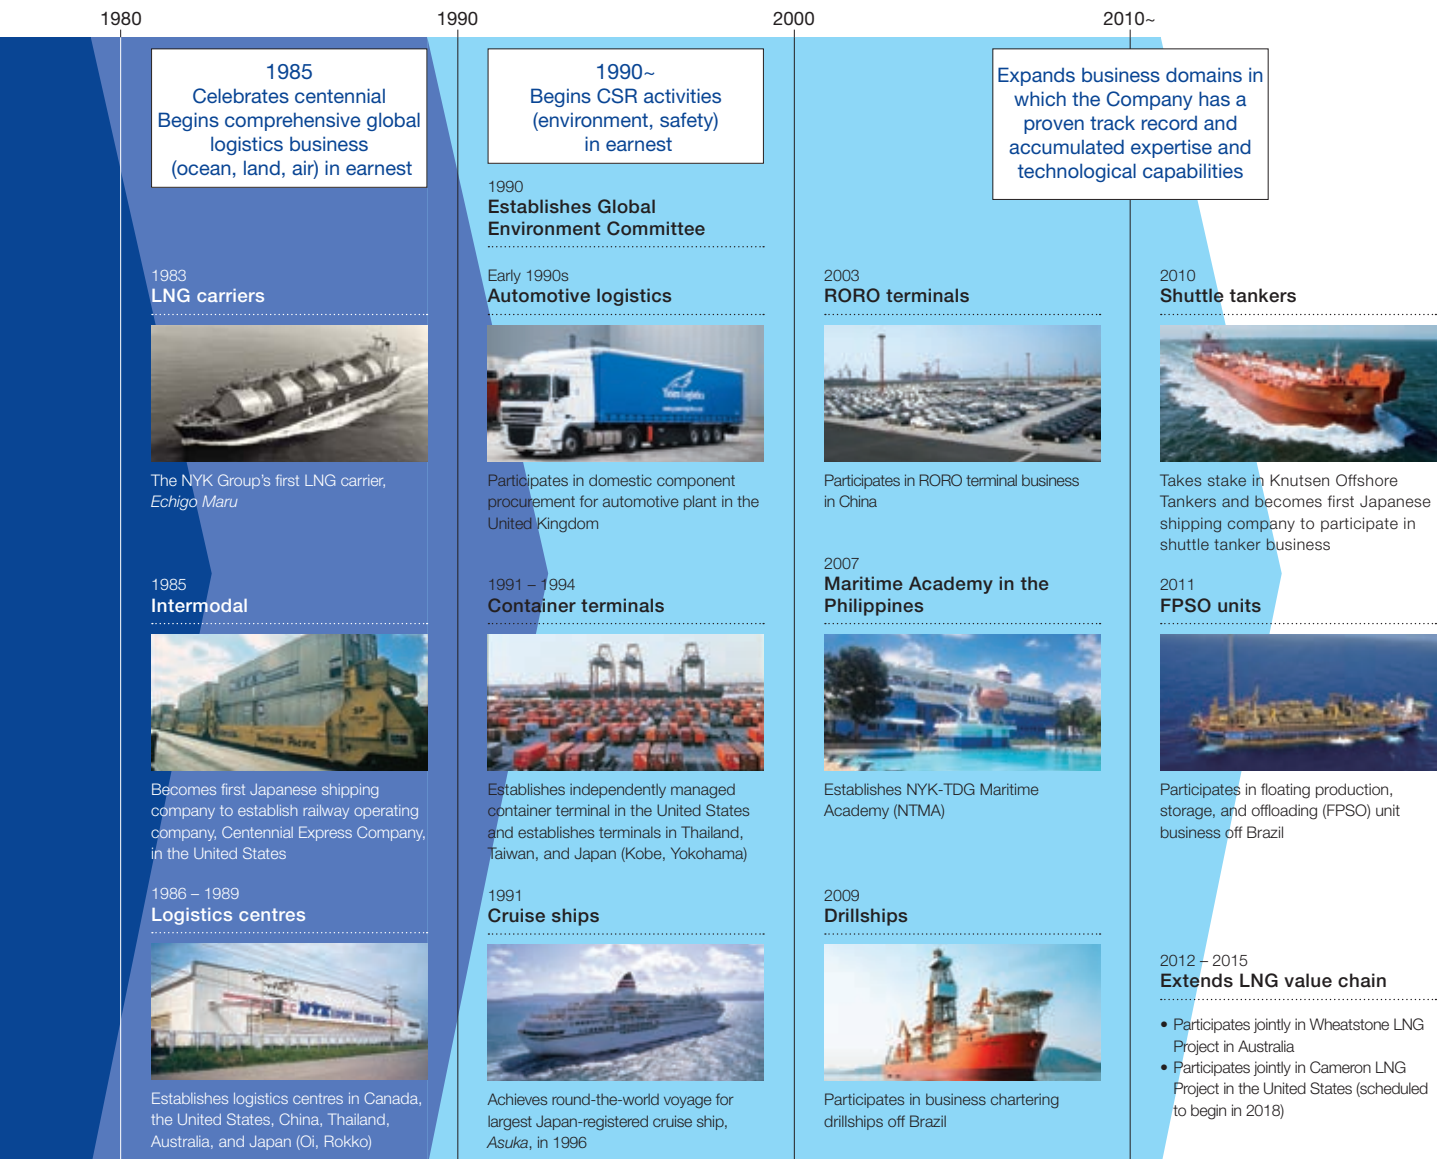 1980
1990
2000
2010~
1985
Celebrates centennial
Begins comprehensive global
logistics business
(ocean, land, air) in earnest
1983
LNG carriers
LNG
The NYK Group's first LNG carrier,
Echigo Maru
1985
Intermodal
Becomes first Japanese shipping
company to establish railway operating
company, Centennial Express Company,
in the United States
1986 – 1989
Logistics centres
NYK
Establishes logistics centres in Canada,
the United States, China, Thailand,
Australia, and Japan (Oi, Rokko)
1990~
Begins CSR activities
(environment, safety)
in earnest
1990
Establishes Global
Environment Committee
Early 1990s
Automotive logistics
Participates in domestic component
procurement for automotive plant in the
United Kingdom
1991 – 1994
Container terminals
Establishes independently managed
container terminal in the United States
and establishes terminals in Thailand,
Taiwan, and Japan (Kobe, Yokohama)
1991
Cruise ships
Achieves round-the-world voyage for
largest Japan-registered cruise ship,
Asuka, in 1996
2003
RORO terminals
Participates in RORO terminal business
in China
2007
Maritime Academy in the
Philippines
Establishes NYK-TDG Maritime
Academy (NTMA)
2009
Drillships
Participates in business chartering
drillships off Brazil
Expands business domains in
which the Company has a
proven track record and
accumulated expertise and
technological capabilities
2010
Shuttle tankers
Takes stake in Knutsen Offshore
Tankers and becomes first Japanese
shipping company to participate in
shuttle tanker business
2011
FPSO units
Participates in floating production,
storage, and offloading (FPSO) unit
business off Brazil
2012 – 2015
Extends LNG value chain
• Participates jointly in Wheatstone LNG
Project in Australia
• Participates jointly in Cameron LNG
Project in the United States (scheduled
to begin in 2018)